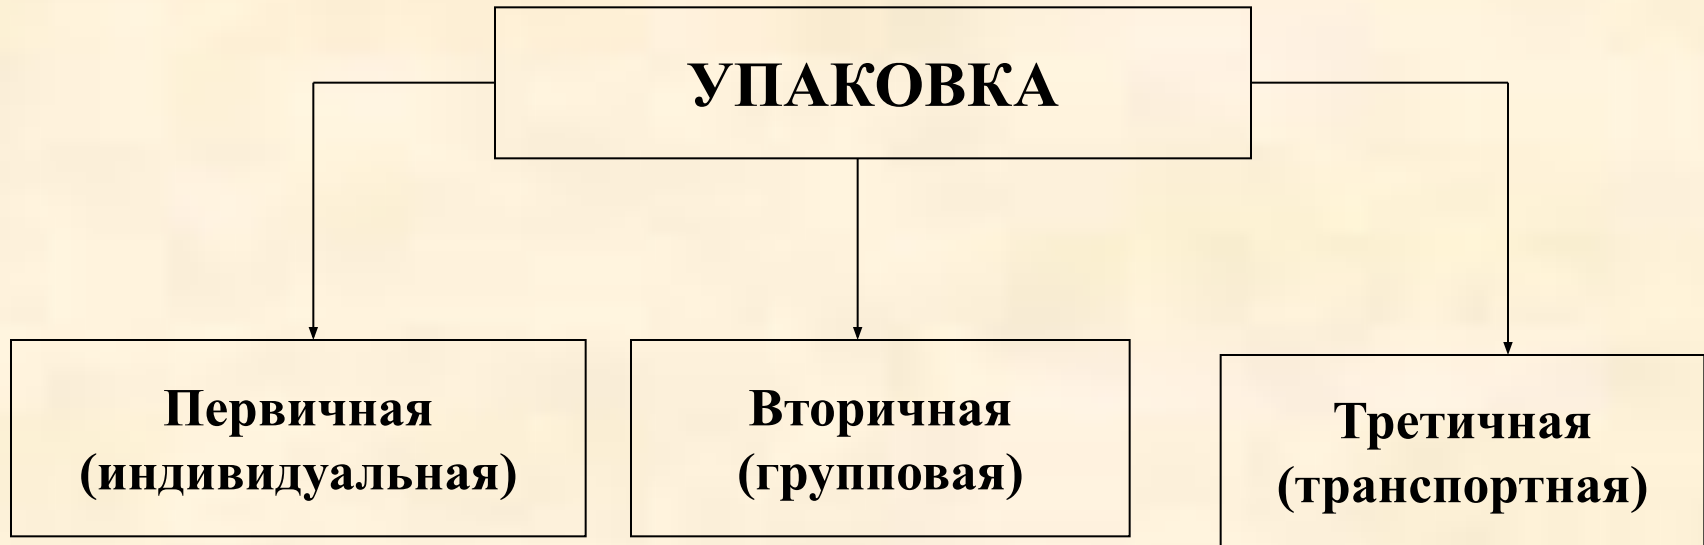 УПАКОВКА
Первичная
(индивидуальная)
Вторичная
(групповая)
Третичная
(транспортная)